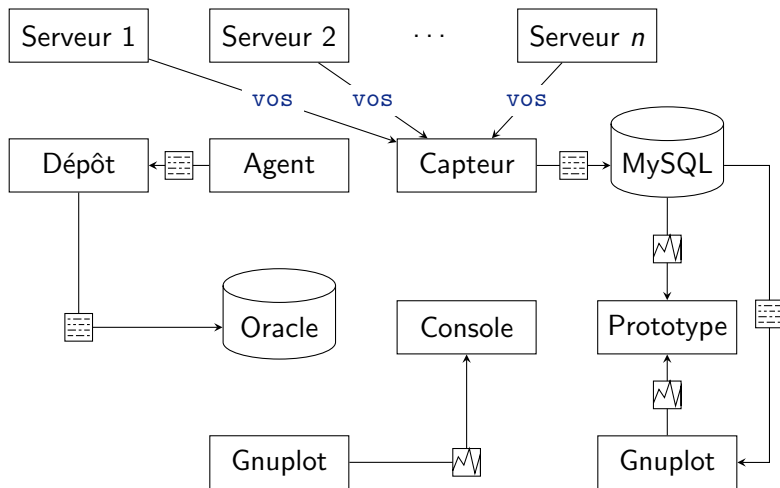 Serveur 1
Serveur 2
···
Serveur n
vos
vos
vos
Dépôt
Agent
Capteur
MySQL
Oracle
Console
Prototype
Gnuplot
Gnuplot